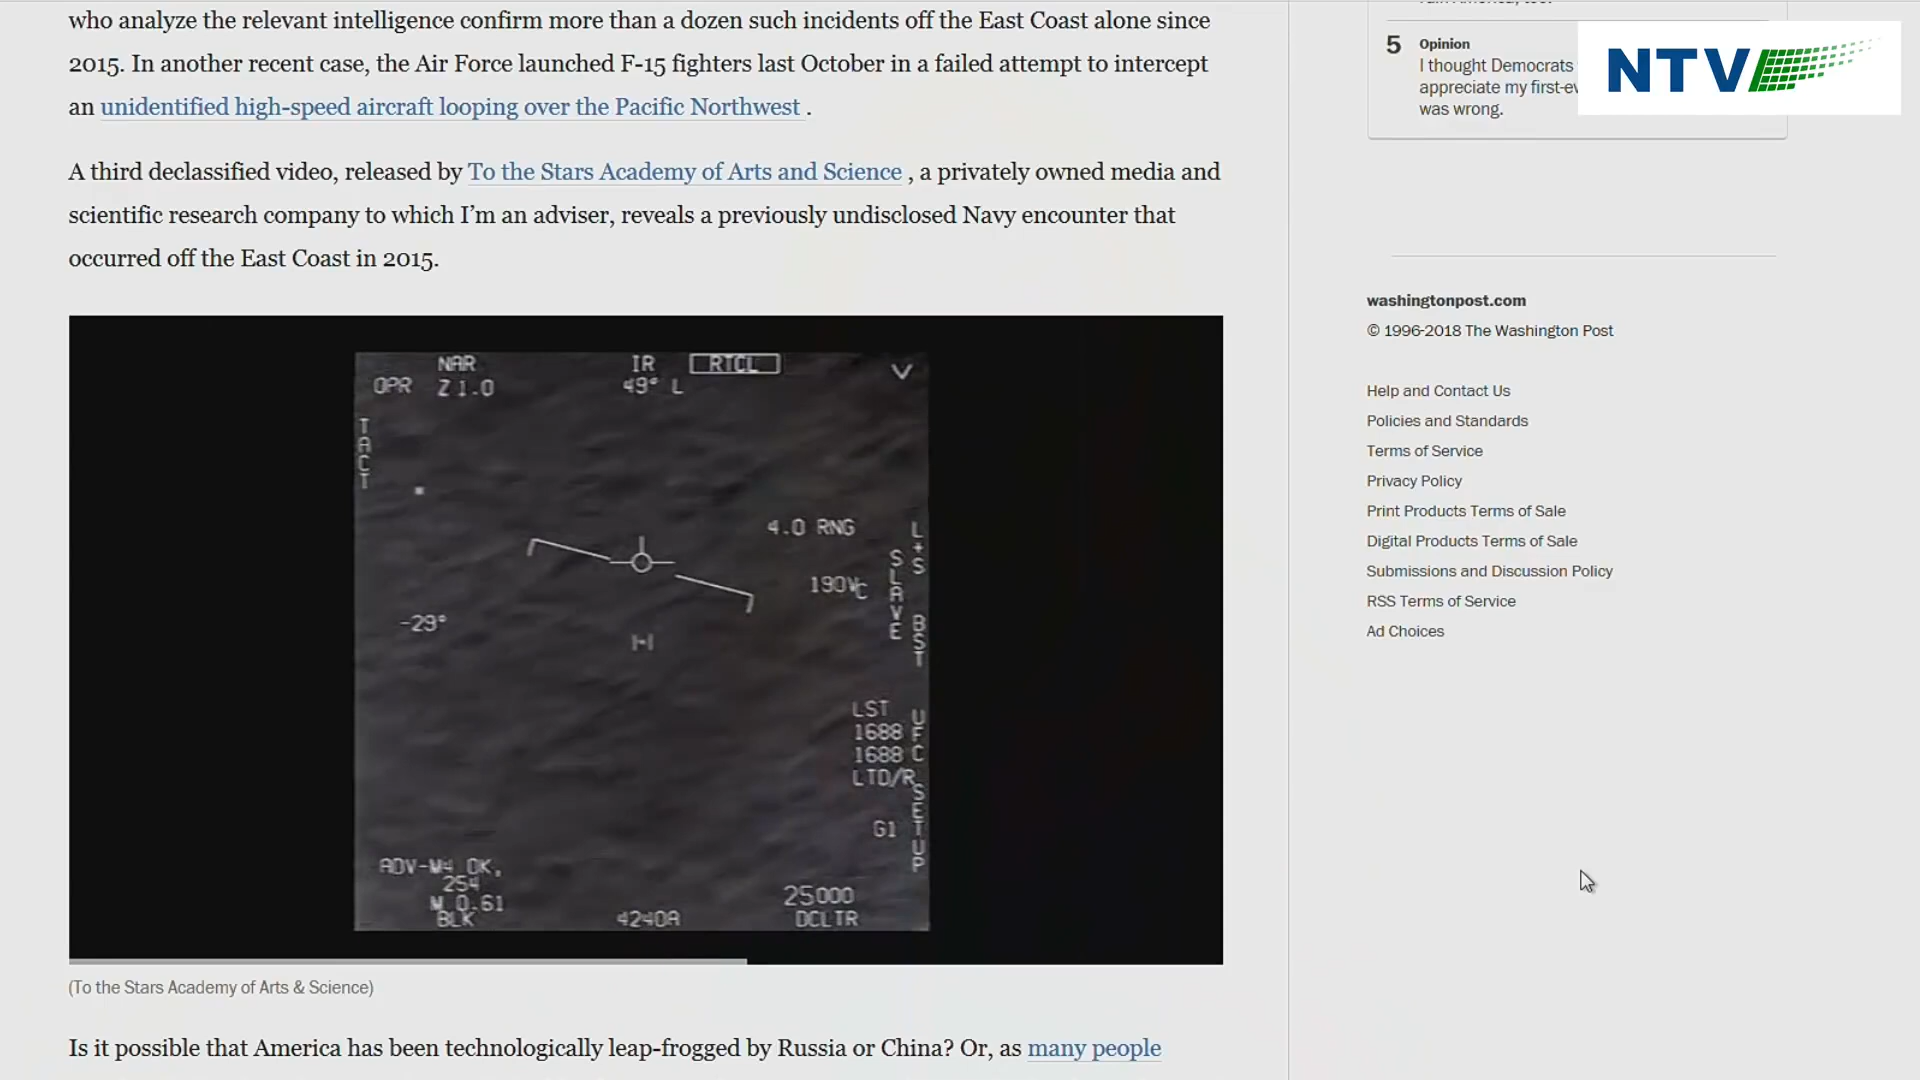 who analyze the relevant intelligence confirm more than a dozen such incidents off the East Coast alone since
2015. In another recent case, the Air Force launched F-15 fighters last October in a failed attempt to intercept
an unidentified high-speed aircraft looping over the Pacific Northwest .
A third declassified video, released by To the Stars Academy of Arts and Science , a privately owned media and
scientific research company to which I'm an adviser, reveals a previously undisclosed Navy encounter that
occurred off the East Coast in 2015.
NAR IR RTCL
OPR Z 1.0 49° L
TACT
4.0 RNG
L+S
SLAVE
190Vc
-29°
BST
LST
1688
1688
UFC
LTD/R
SETUP
G1
254
M 0.61
BLK
4240A
25000
DCLTR
(To the Stars Academy of Arts & Science)
Is it possible that America has been technologically leap-frogged by Russia or China? Or, as many people
5 Opinion
I thought Democrats
appreciate my
was wrong.
NTV
washingtonpost.com
© 1996-2018 The Washington Post
Help and Contact Us
Policies and Standards
Terms of Service
Privacy Policy
Print Products Terms of Sale
Digital Products Terms of Sale
Submissions and Discussion Policy
RSS Terms of Service
Ad Choices